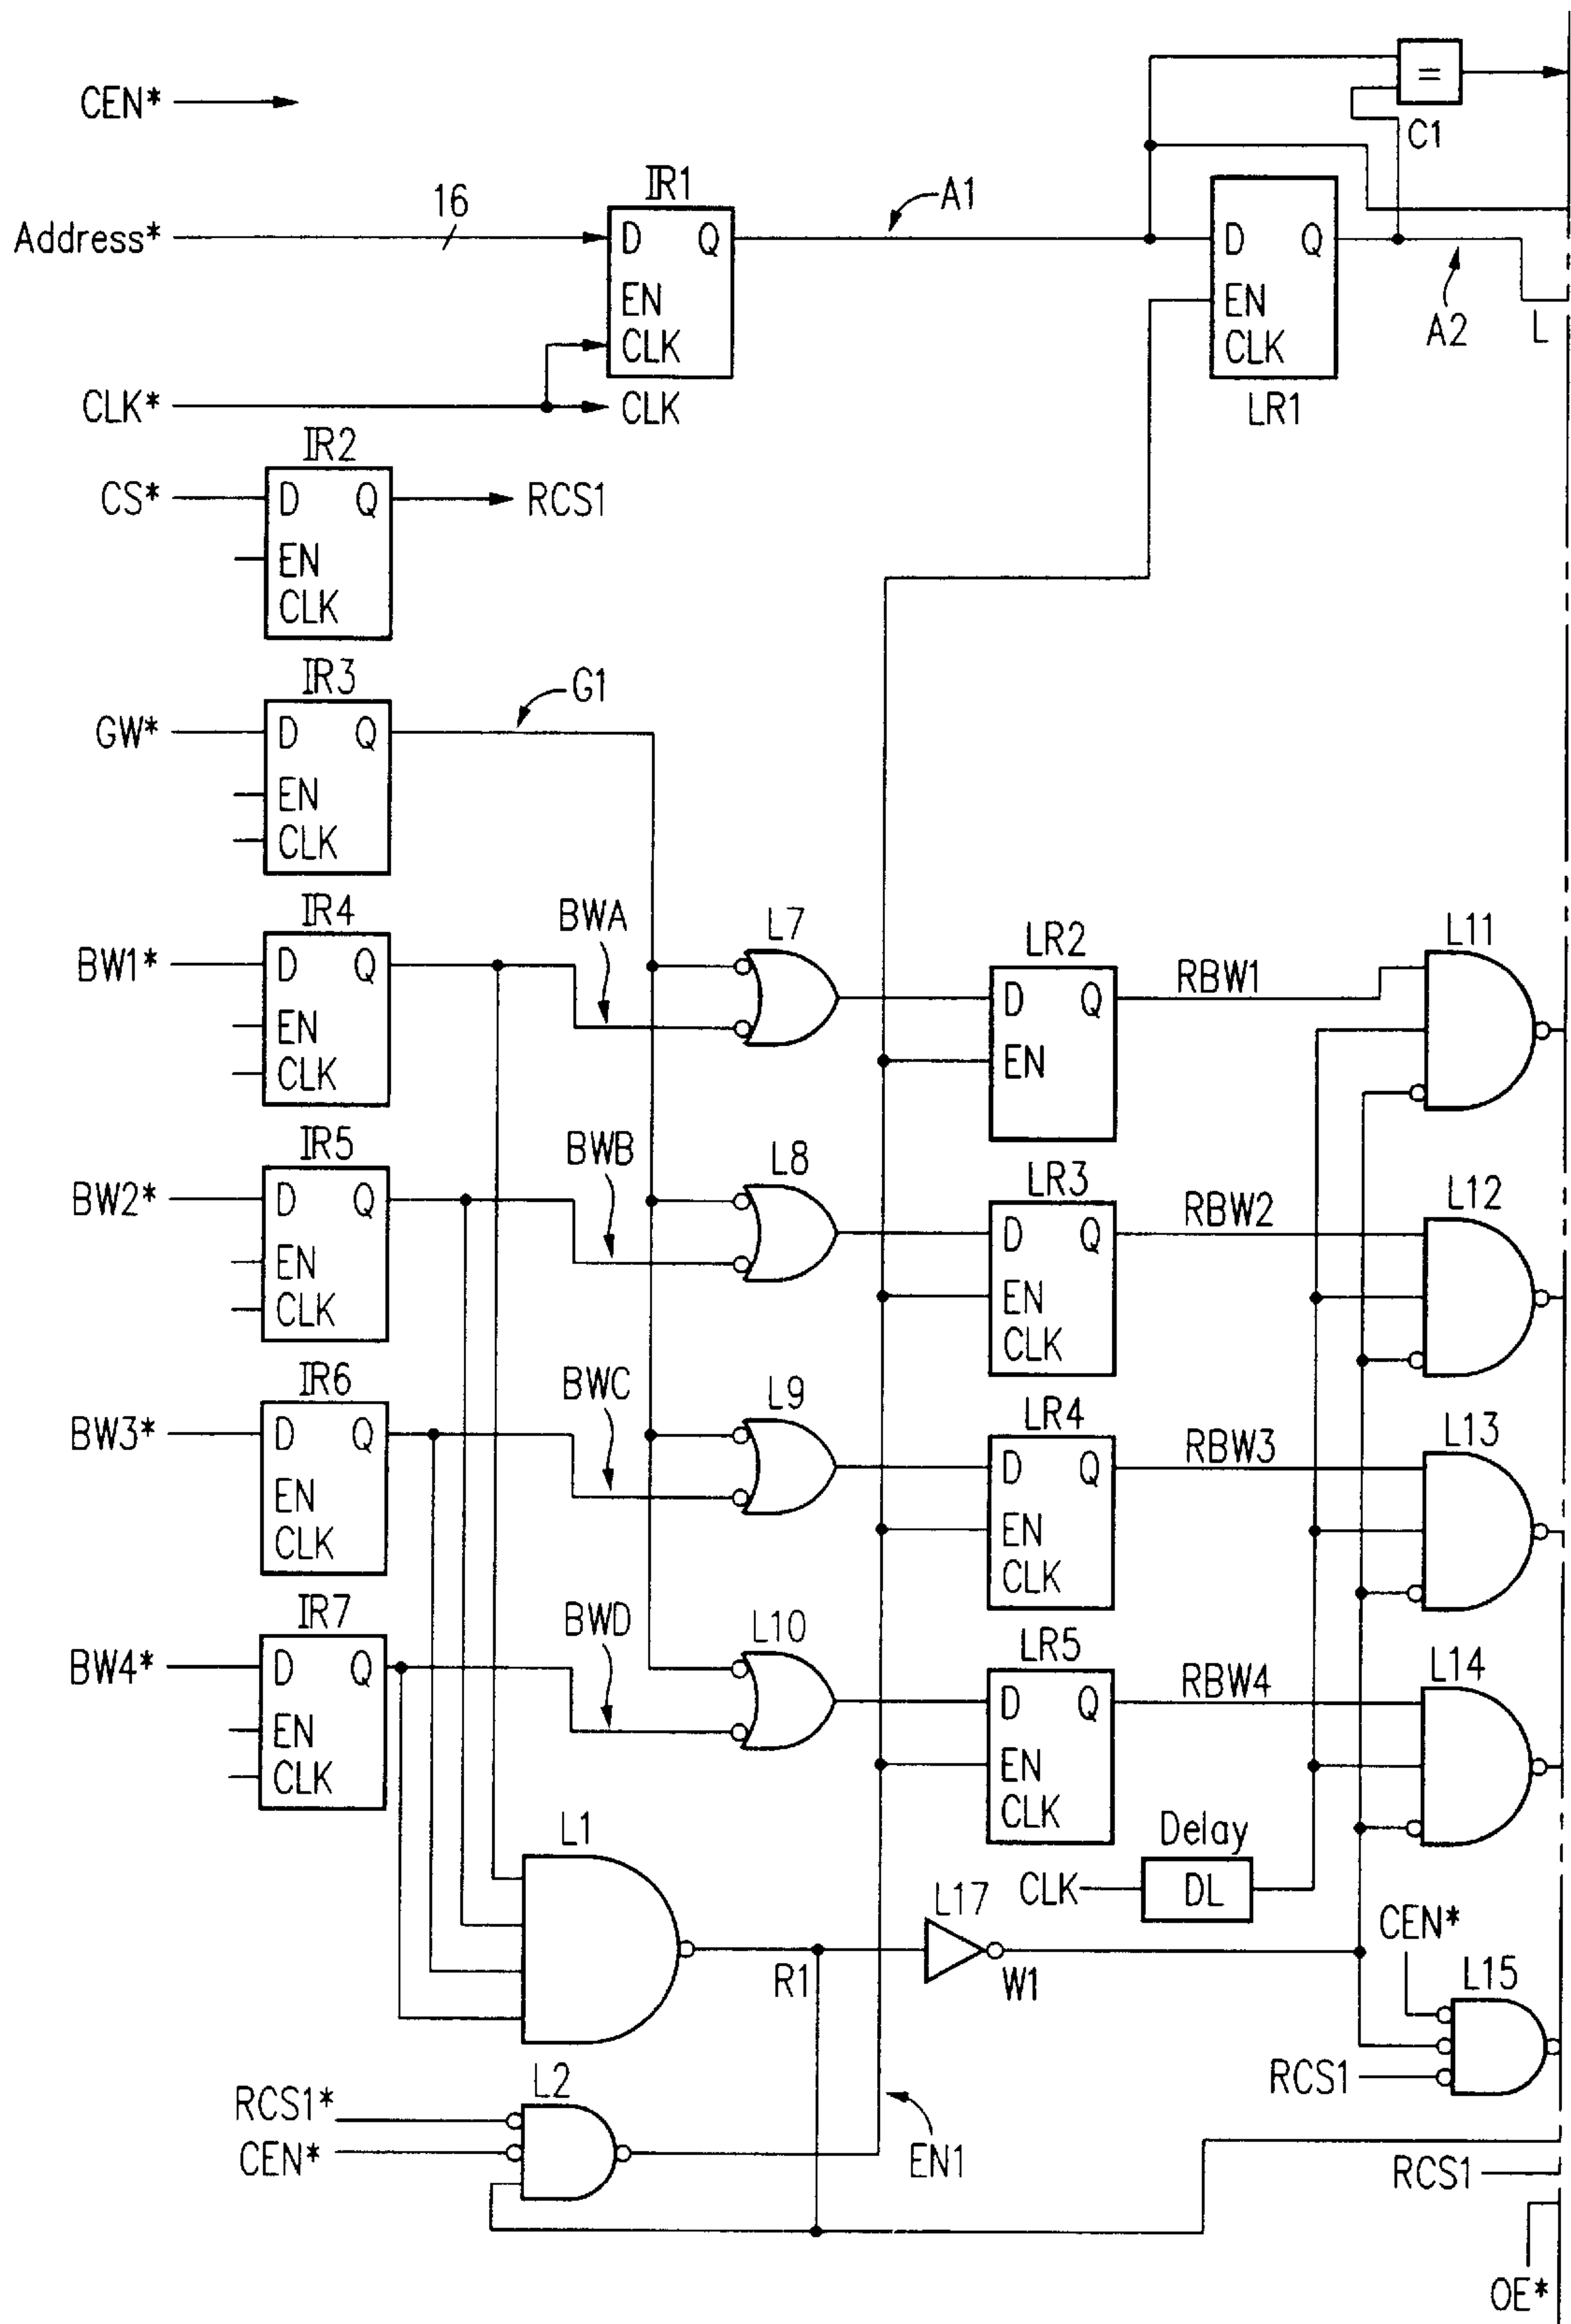 CEN*
=
C1
16
IR1
A1
Address*
D Q
EN
CLK
D Q
EN
CLK
A2
L
CLK*
CLK
LR1
IR2
CS*
D Q
EN
CLK
RCS1
IR3
G1
GW*
D Q
EN
CLK
IR4
BWA
L7
LR2
L11
BW1*
D Q
EN
CLK
D Q
EN
RBW1
IR5
BWB
L8
LR3
L12
BW2*
D Q
EN
CLK
D Q
EN
CLK
RBW2
IR6
BWC
L9
LR4
L13
BW3*
D Q
EN
CLK
D Q
EN
CLK
RBW3
IR7
BWD
L10
LR5
L14
BW4*
D Q
EN
CLK
D Q
EN
CLK
RBW4
L1
Delay
CLK
DL
L17
CEN*
R1
W1
L15
L2
RCS1
RCS1*
CEN*
EN1
RCS1
OE*